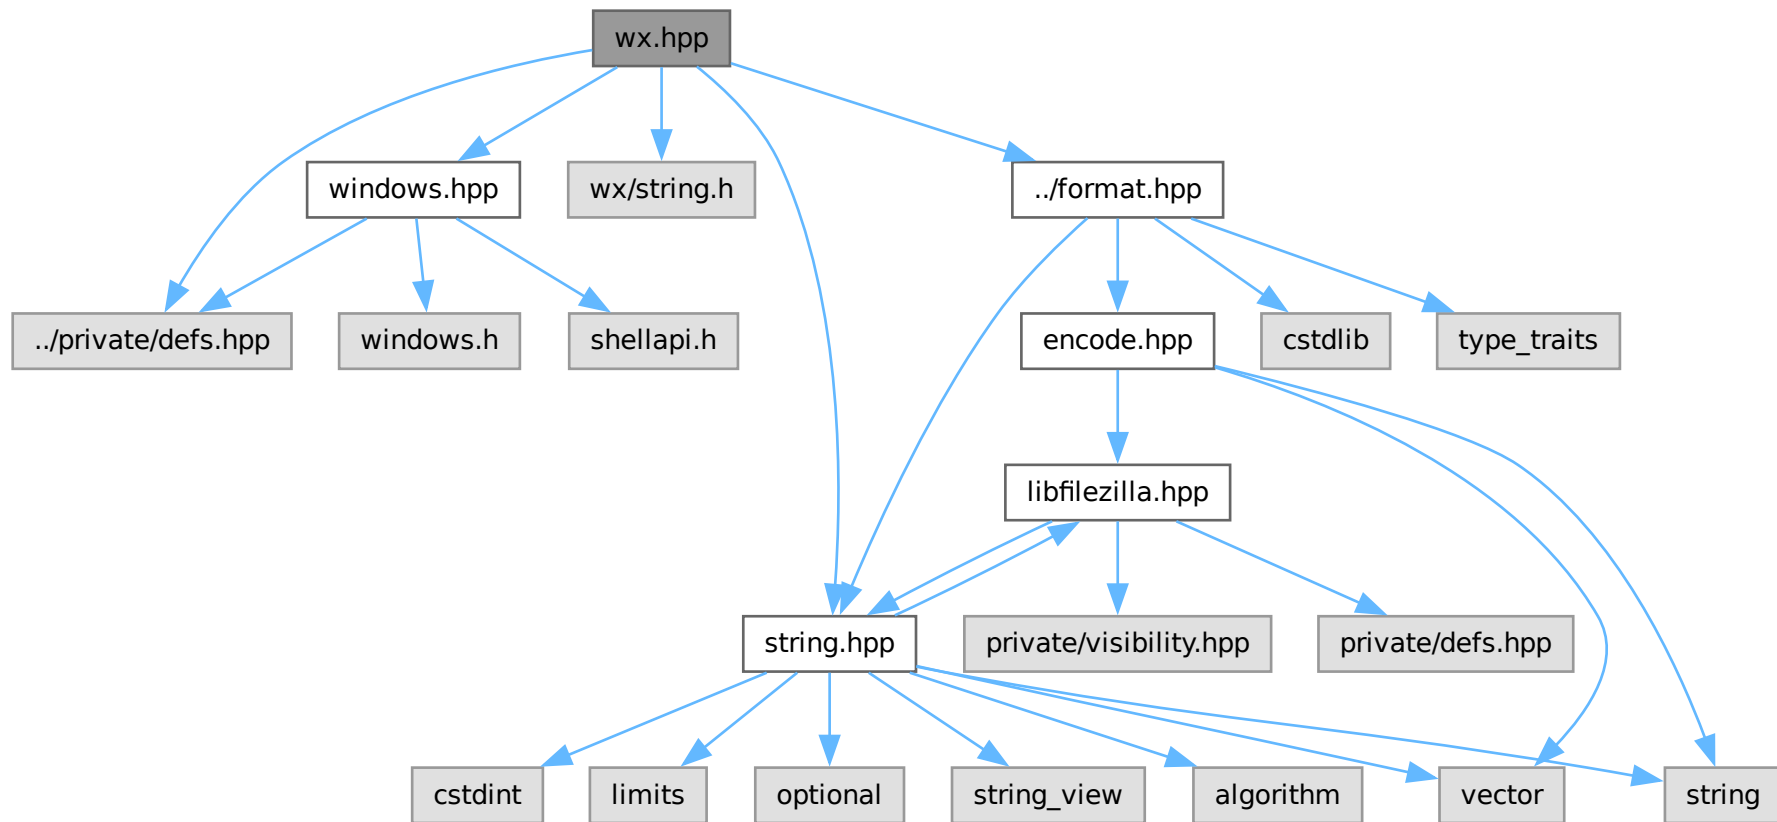 wx.hpp
windows.hpp
wx/string.h
../format.hpp
../private/defs.hpp
windows.h
shellapi.h
encode.hpp
cstdlib
type_traits
libfilezilla.hpp
string.hpp
private/visibility.hpp
private/defs.hpp
cstdint
limits
optional
string_view
algorithm
vector
string